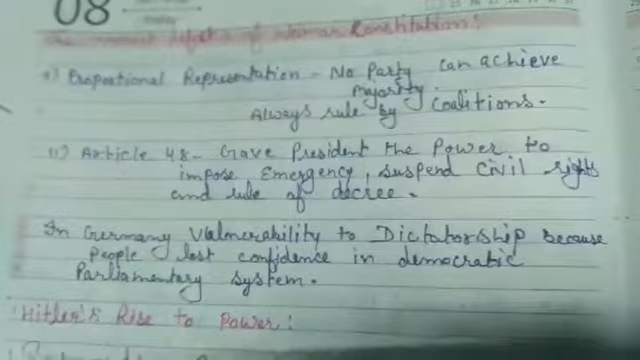 08
of Weimar Constitution:
i) Proportional Representation - No Party can achieve
Majority.
Always rule by coalitions.
ii) Article 48 - Gave President the Power to
impose Emergency, suspend civil rights
and rule of decree.
In Germany Vulnerability to Dictatorship because
People lost confidence in democratic
Parliamentary system.
Hitler's Rise to Power: